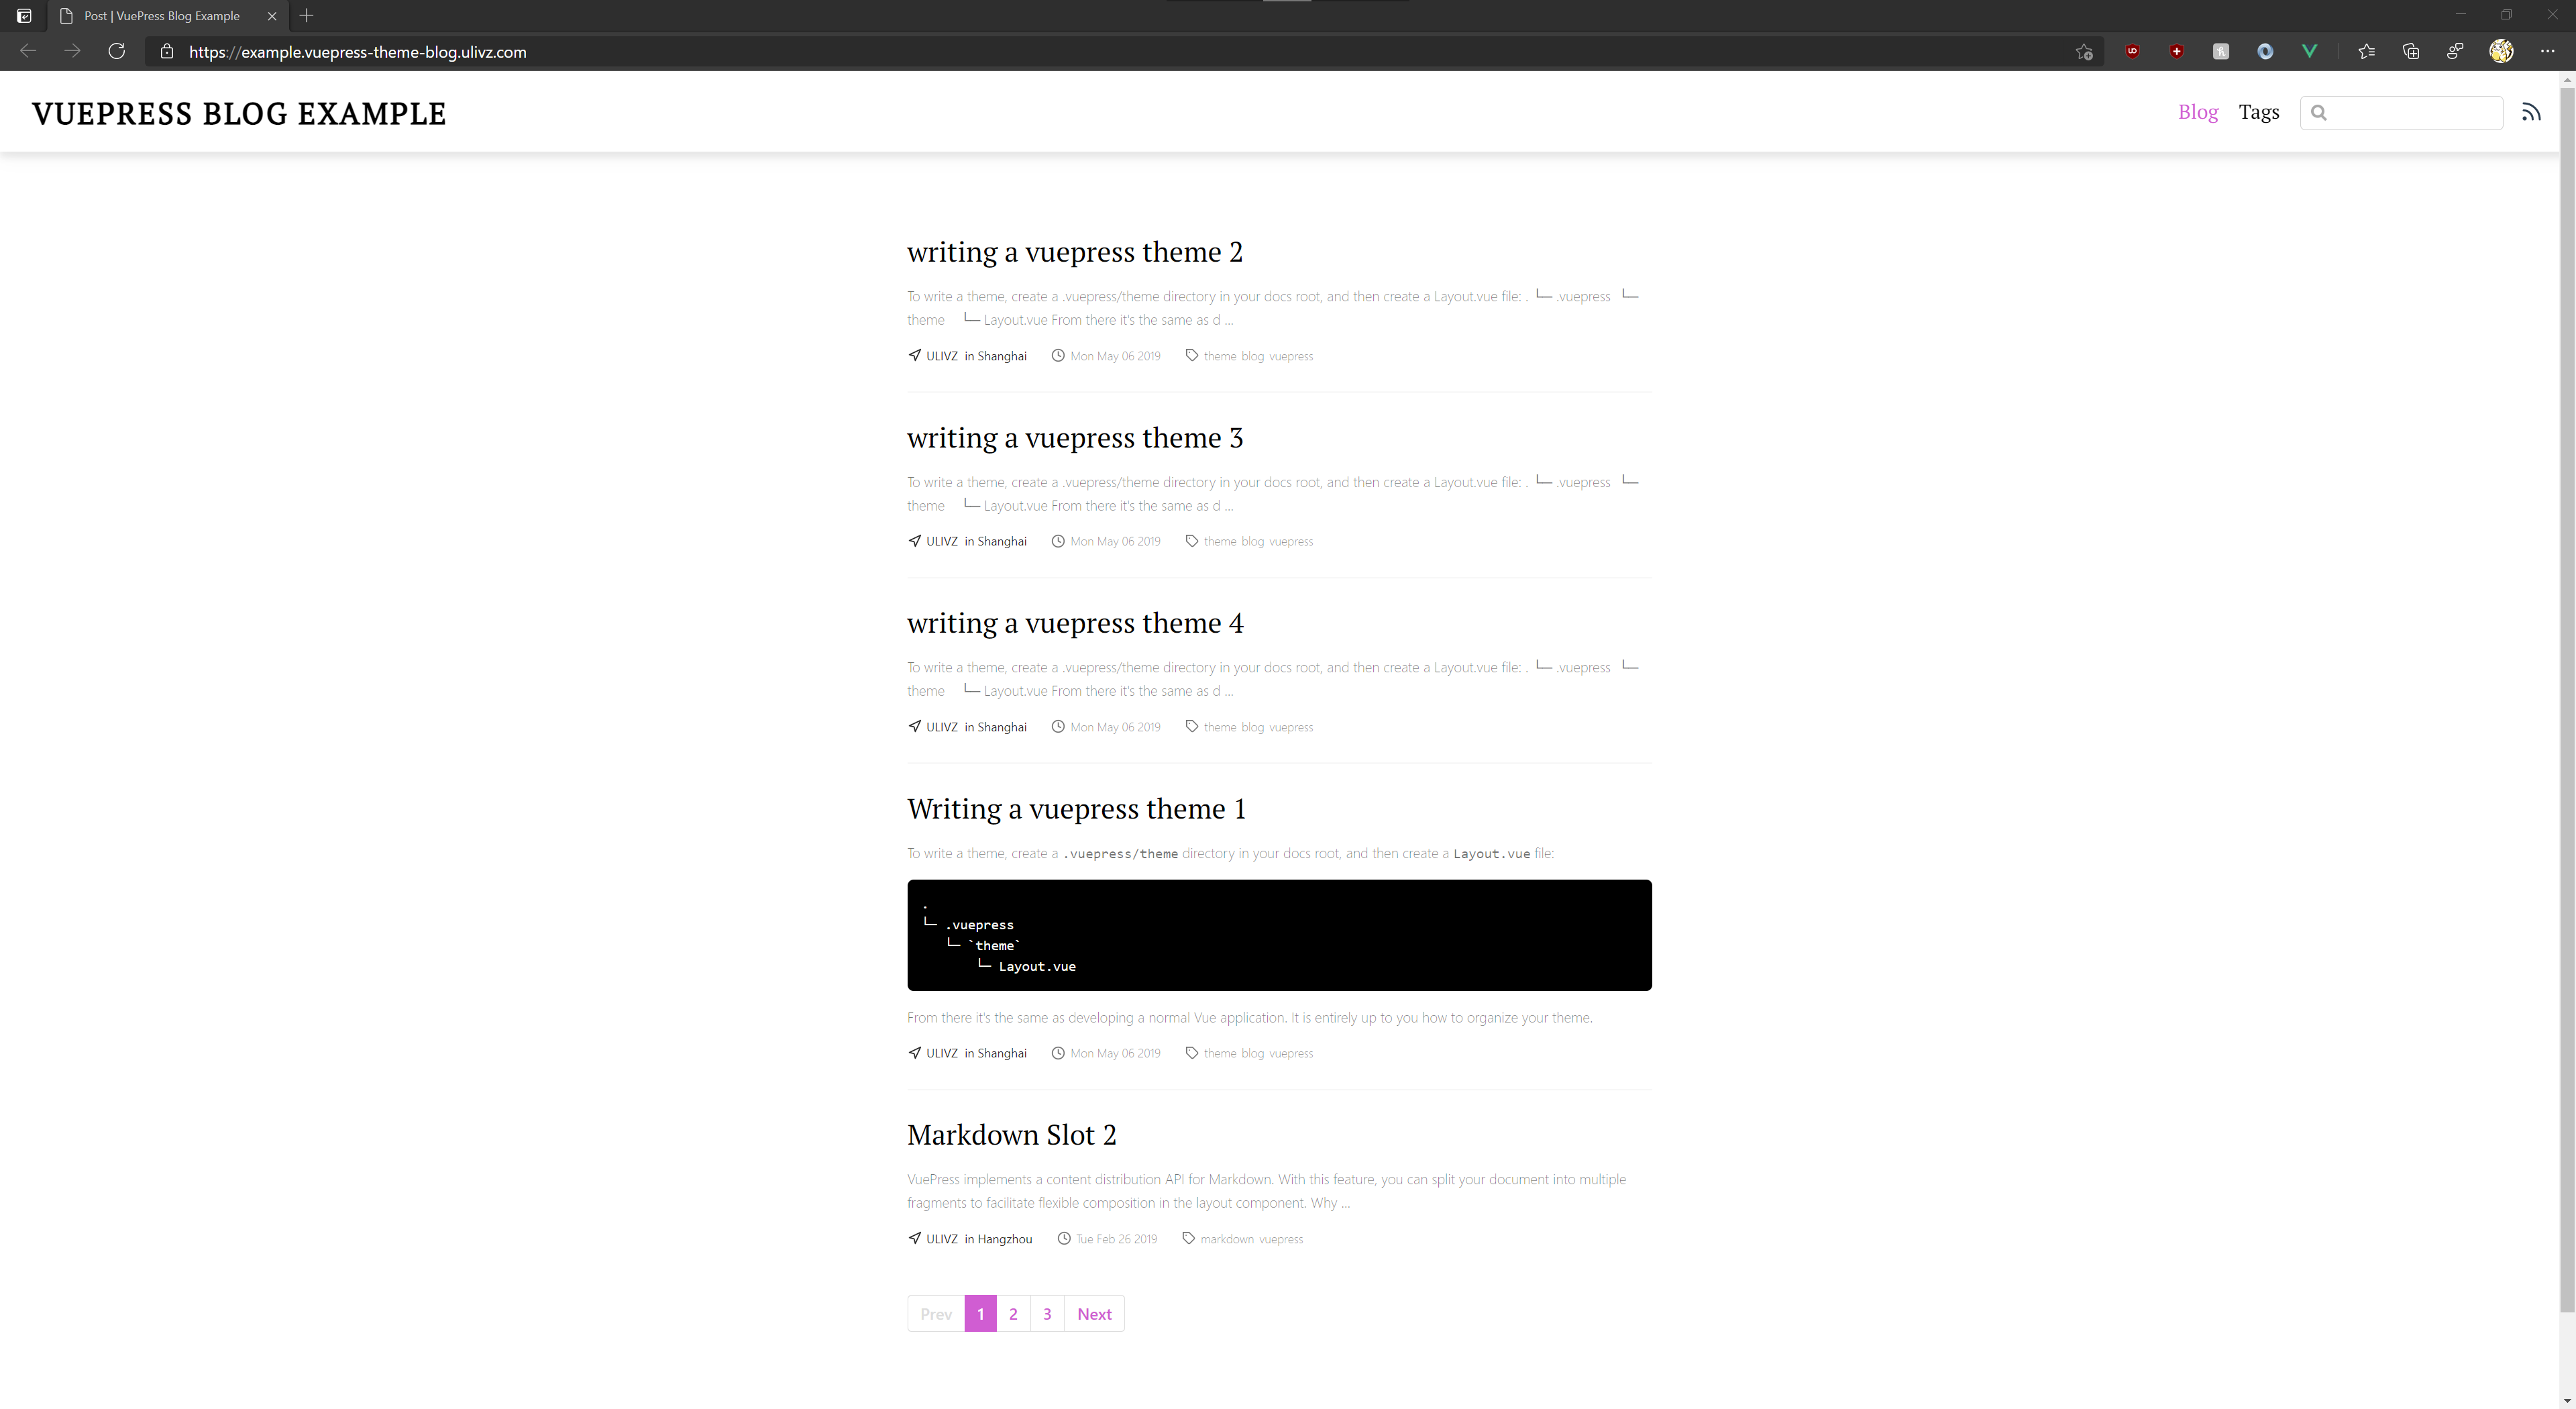 Post | VuePress Blog Example
https://example.vuepress-theme-blog.ulivz.com
VUEPRESS BLOG EXAMPLE
Blog Tags
writing a vuepress theme 2
To write a theme, create a .vuepress/theme directory in your docs root, and then create a Layout.vue file: . └─ .vuepress └─
theme └─ Layout.vue From there it's the same as d ...
ULIVZ in Shanghai Mon May 06 2019 theme blog vuepress
writing a vuepress theme 3
To write a theme, create a .vuepress/theme directory in your docs root, and then create a Layout.vue file: . └─ .vuepress └─
theme └─ Layout.vue From there it's the same as d ...
ULIVZ in Shanghai Mon May 06 2019 theme blog vuepress
writing a vuepress theme 4
To write a theme, create a .vuepress/theme directory in your docs root, and then create a Layout.vue file: . └─ .vuepress └─
theme └─ Layout.vue From there it's the same as d ...
ULIVZ in Shanghai Mon May 06 2019 theme blog vuepress
Writing a vuepress theme 1
To write a theme, create a .vuepress/theme directory in your docs root, and then create a Layout.vue file:
.
└─ .vuepress
└─ `theme`
└─ Layout.vue
From there it's the same as developing a normal Vue application. It is entirely up to you how to organize your theme.
ULIVZ in Shanghai Mon May 06 2019 theme blog vuepress
Markdown Slot 2
VuePress implements a content distribution API for Markdown. With this feature, you can split your document into multiple
fragments to facilitate flexible composition in the layout component. Why ...
ULIVZ in Hangzhou Tue Feb 26 2019 markdown vuepress
Prev 1 2 3 Next